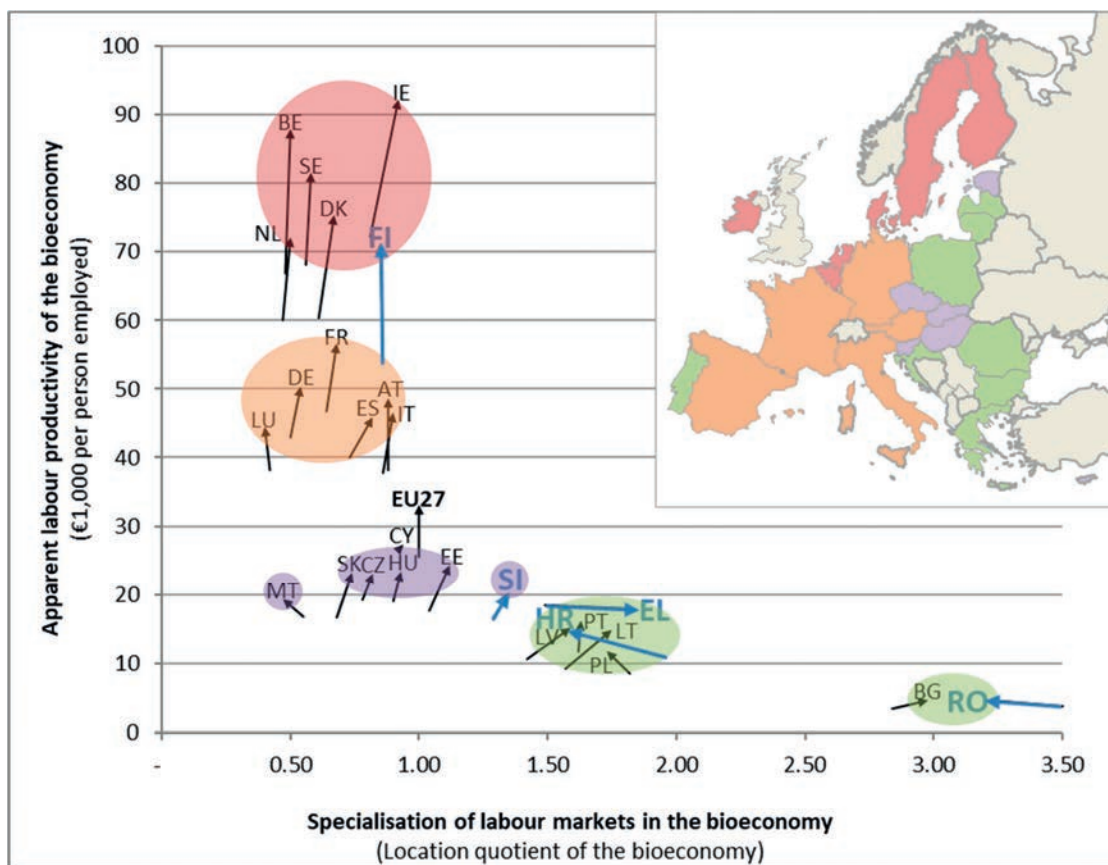 Apparent labour productivity of the bioeconomy
(€1,000 per person employed)
100
90
80
70
60
50
40
30
20
10
0
IE
BE
SE
DK
NL
FI
FR
DE
AT
ES
IT
LU
EU27
CY
SK
CZ
HU
EE
MT
SI
HR
EL
PT
LV
LT
PL
BG
RO
-
0.50
1.00
1.50
2.00
2.50
3.00
3.50
Specialisation of labour markets in the bioeconomy
(Location quotient of the bioeconomy)